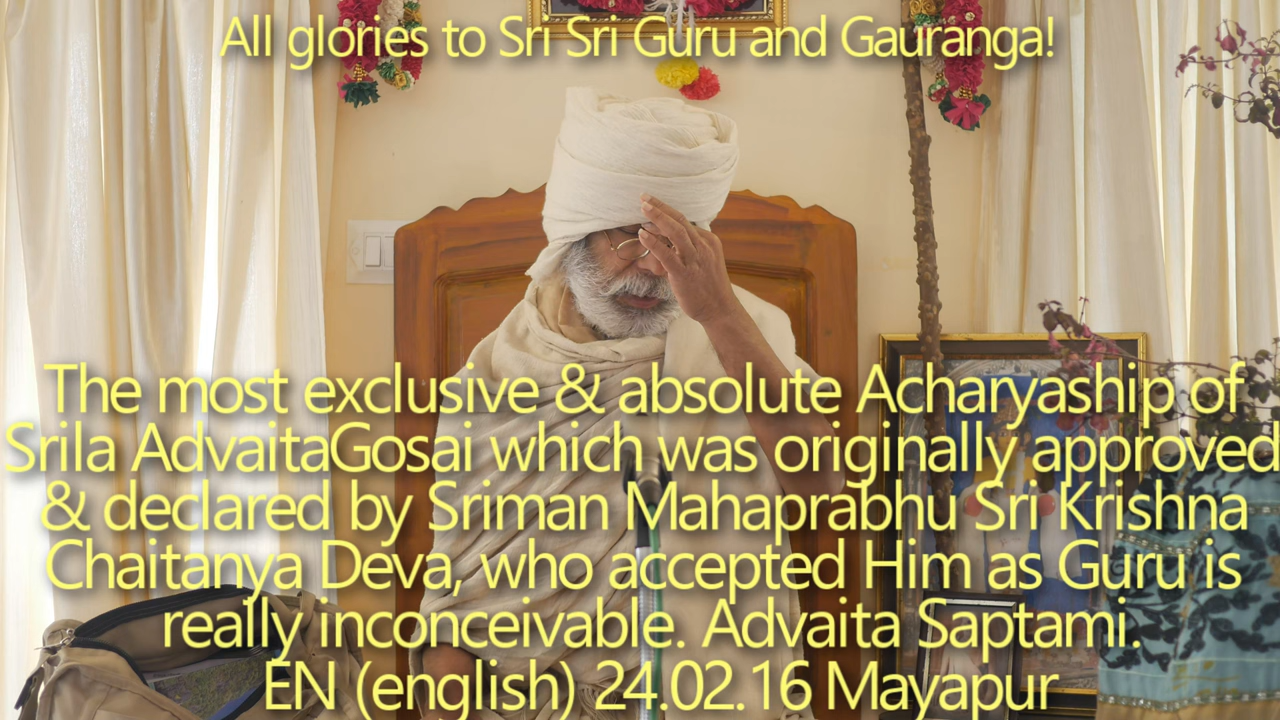 All glories to Sri Sri Guru and Gauranga!
The most exclusive & absolute Acharyaship of
Srila AdvaitaGosai which was originally approved
& declared by Sriman Mahaprabhu Sri Krishna
Chaitanya Deva, who accepted Him as Guru is
really inconceivable. Advaita Saptami.
EN (english) 24.02.16 Mayapur